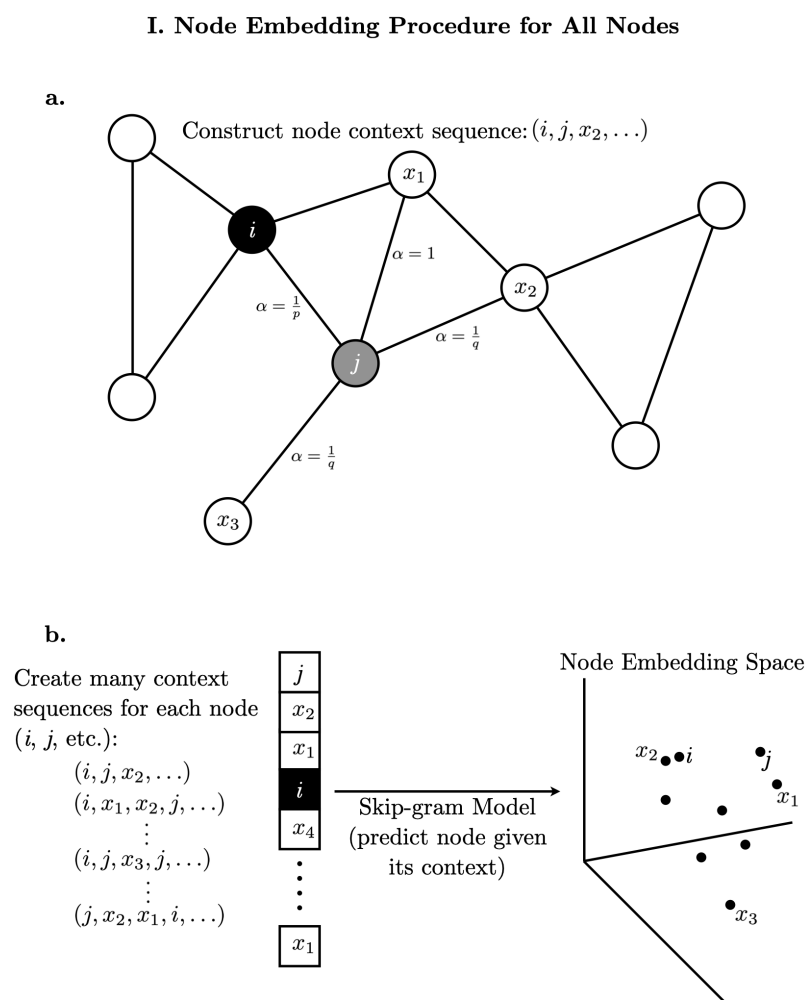 I. Node Embedding Procedure for All Nodes
a.
Construct node context sequence: (i, j, x₂, . . .)
x₁
i
α = 1
x₂
α = 1/p
α = 1/q
j
α = 1/q
x₃
b.
Create many context
sequences for each node
(i, j, etc.):
(i, j, x₂, . . .)
(i, x₁, x₂, j, . . .)
⋮
(i, j, x₃, j, . . .)
⋮
(j, x₂, x₁, i, . . .)
j
x₂
x₁
i
x₄
x₁
Skip-gram Model
(predict node given
its context)
Node Embedding Space
x₂ i
j
x₁
x₃